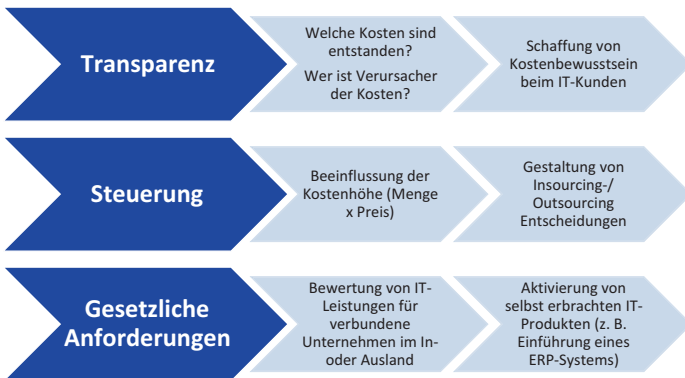 Transparenz
Welche Kosten sind
entstanden?
Wer ist Verursacher
der Kosten?
Schaffung von
Kostenbewusstsein
beim IT-Kunden
Steuerung
Beeinflussung der
Kostenhöhe (Menge
x Preis)
Gestaltung von
Insourcing-/
Outsourcing
Entscheidungen
Gesetzliche
Anforderungen
Bewertung von IT-
Leistungen für
verbundene
Unternehmen im In-
oder Ausland
Aktivierung von
selbst erbrachten IT-
Produkten (z. B.
Einführung eines
ERP-Systems)